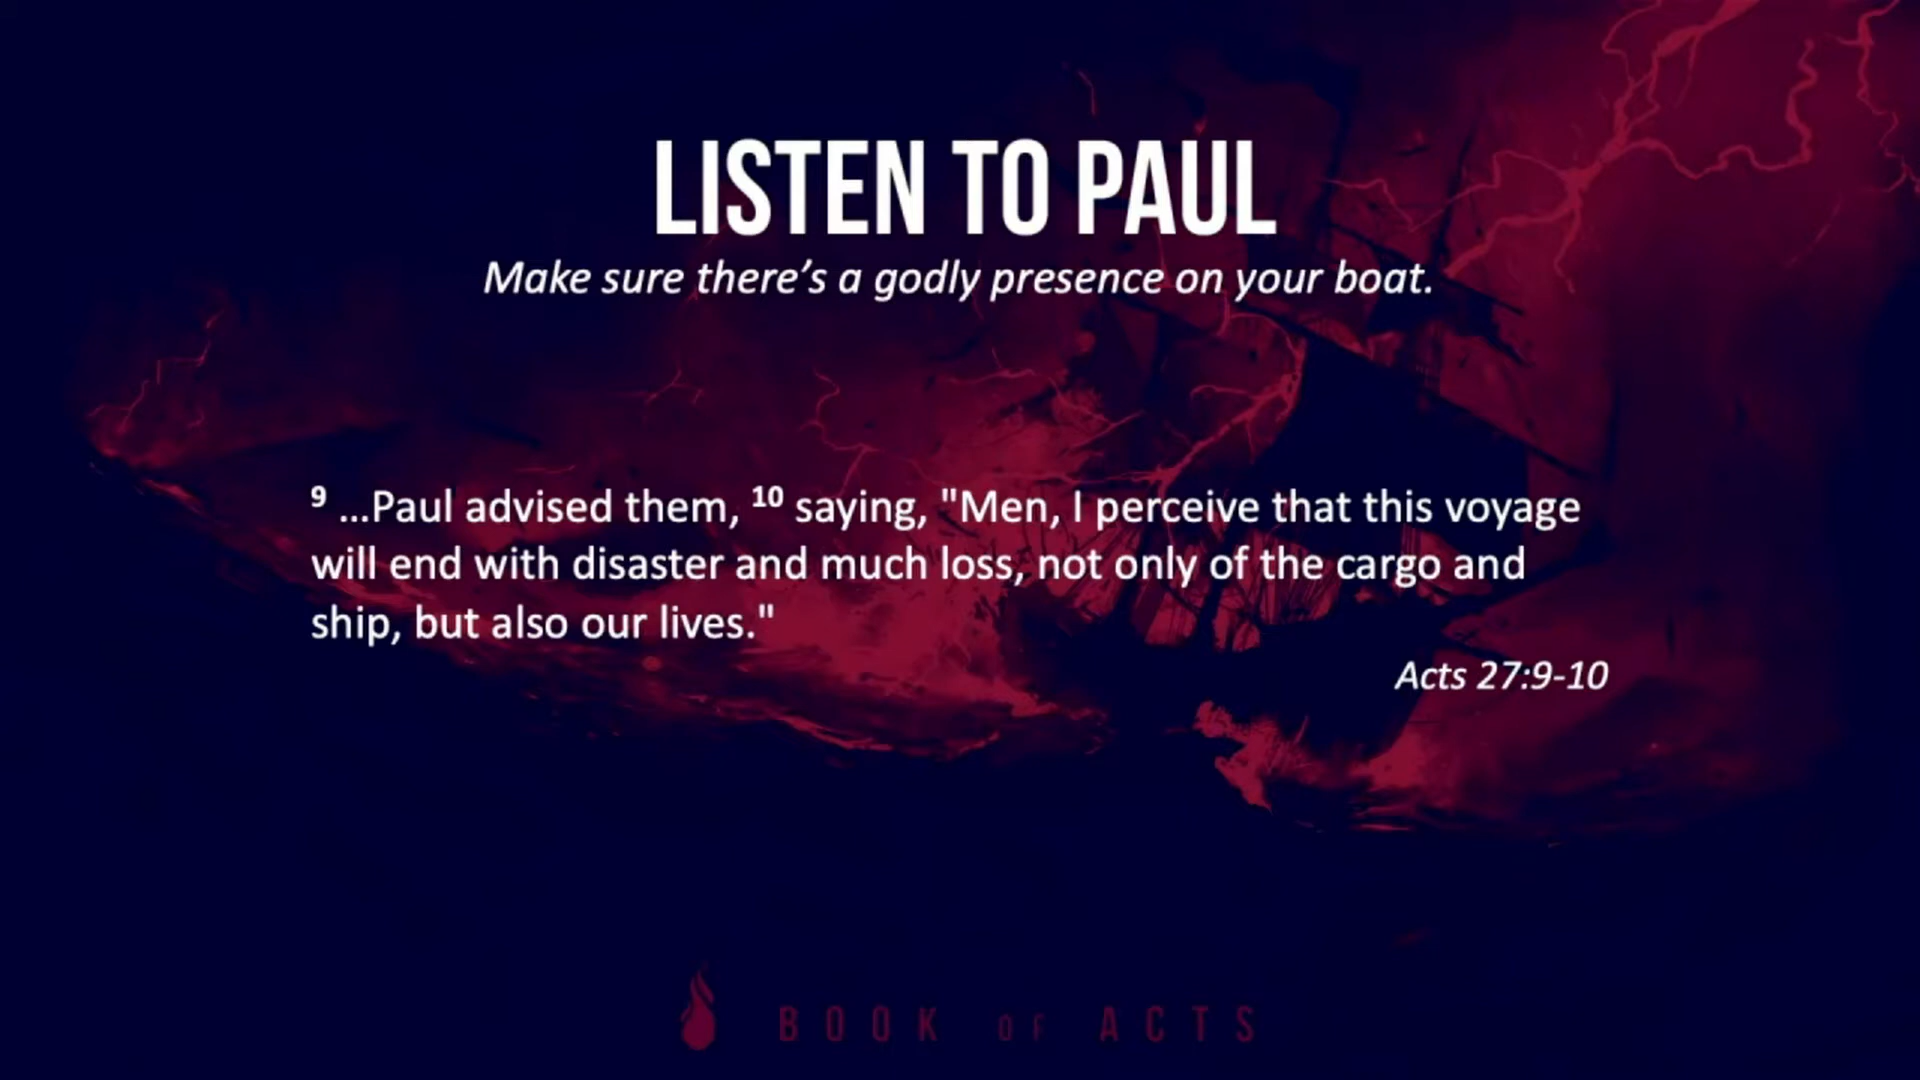 LISTEN TO PAUL
Make sure there's a godly presence on your boat.
9 ...Paul advised them, 10 saying, "Men, I perceive that this voyage
will end with disaster and much loss, not only of the cargo and
ship, but also our lives."
Acts 27:9-10
BOOK OF ACTS